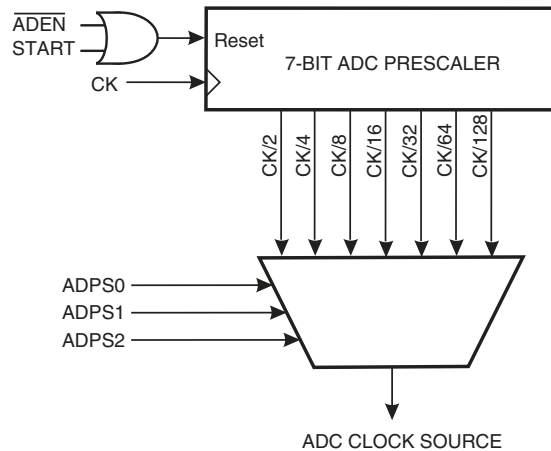 ADEN
START
Reset
7-BIT ADC PRESCALER
CK
CK/2
CK/4
CK/8
CK/16
CK/32
CK/64
CK/128
ADPS0
ADPS1
ADPS2
ADC CLOCK SOURCE